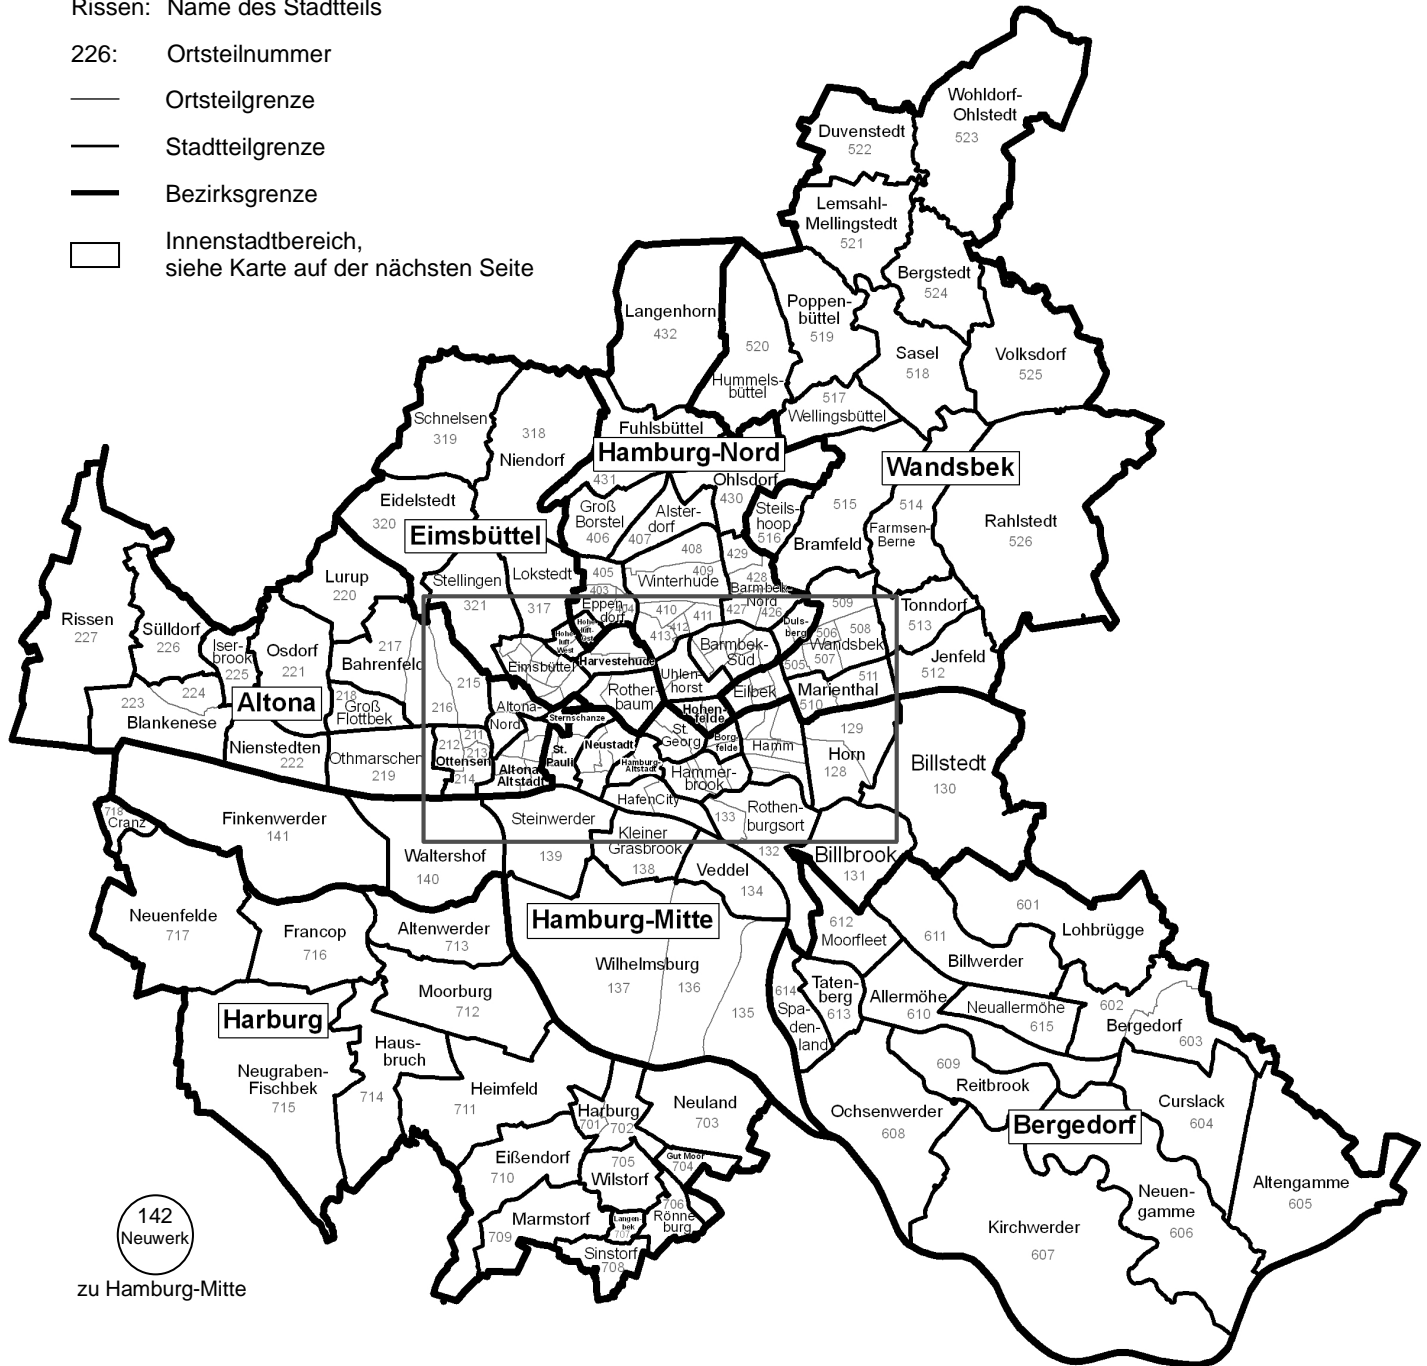 Rissen: Name des Stadtteils
226: Ortsteilnummer
Ortsteilgrenze
Stadtteilgrenze
Bezirksgrenze
Innenstadtbereich,
siehe Karte auf der nächsten Seite
Wohldorf-
Ohlstedt
523
Duvenstedt
522
Lemsahl-
Mellingstedt
521
Bergstedt
524
Poppen-
büttel
519
Langenhorn
432
520
Hummels-
büttel
Sasel
518
Volksdorf
525
517
Wellingsbüttel
Schnelsen
319
318
Niendorf
Fuhlsbüttel
Hamburg-Nord
431
Ohlsdorf
430
Wandsbek
Eidelstedt
320
Eimsbüttel
Groß
Borstel
406
Alster-
dorf
407
Steils-
hoop
516
515
Bramfeld
514
Farmsen-
Berne
Rahlstedt
526
408
409
429
428
Winterhude
Barmbek-
Nord
427
426
405
403
Eppen-
dorf
404
410
411
412
413
Lurup
220
Stellingen
321
Lokstedt
317
Rissen
227
Sülldorf
226
Iser-
brook
225
Osdorf
221
217
Bahrenfeld
218
Groß
Flottbek
215
216
223
224
Blankenese
Altona
Nienstedten
222
Othmarschen
219
Hohe-
luft-
West
Hohe-
luft-
Ost
Eimsbüttel
Harvestehude
Rother-
baum
Uhlen-
horst
Barmbek-
Süd
Duls-
berg
509
506
508
Wandsbek
505
507
511
Marienthal
510
Eilbek
Tonndorf
513
Jenfeld
512
Altona-
Nord
Sternschanze
211
212
213
Ottensen
214
Altona
Altstadt
St.
Pauli
Neustadt
Hamburg-
Altstadt
St.
Georg
Hohen-
felde
Borg-
felde
Hamm
Hammer-
brook
129
Horn
128
Billstedt
130
HafenCity
133
Rothen-
burgsort
132
Steinwerder
139
Kleiner
Grasbrook
138
Veddel
134
Billbrook
131
718
Cranz
Finkenwerder
141
Waltershof
140
Hamburg-Mitte
Wilhelmsburg
137
136
135
Neuenfelde
717
Francop
716
Altenwerder
713
Moorburg
712
Harburg
Haus-
bruch
714
Neugraben-
Fischbek
715
Heimfeld
711
Harburg
701
702
Neuland
703
Gut Moor
704
Eißendorf
710
705
Wilstorf
706
Rönne
burg
Langen-
bek
707
Marmstorf
709
Sinstorf
708
601
Lohbrügge
612
Moorfleet
611
Billwerder
614
Spa-
den-
land
Taten-
berg
613
Allermöhe
610
Neuallermöhe
615
602
Bergedorf
603
609
Reitbrook
Ochsenwerder
608
Bergedorf
Curslack
604
Altengamme
605
Neuen-
gamme
606
Kirchwerder
607
142
Neuwerk
zu Hamburg-Mitte